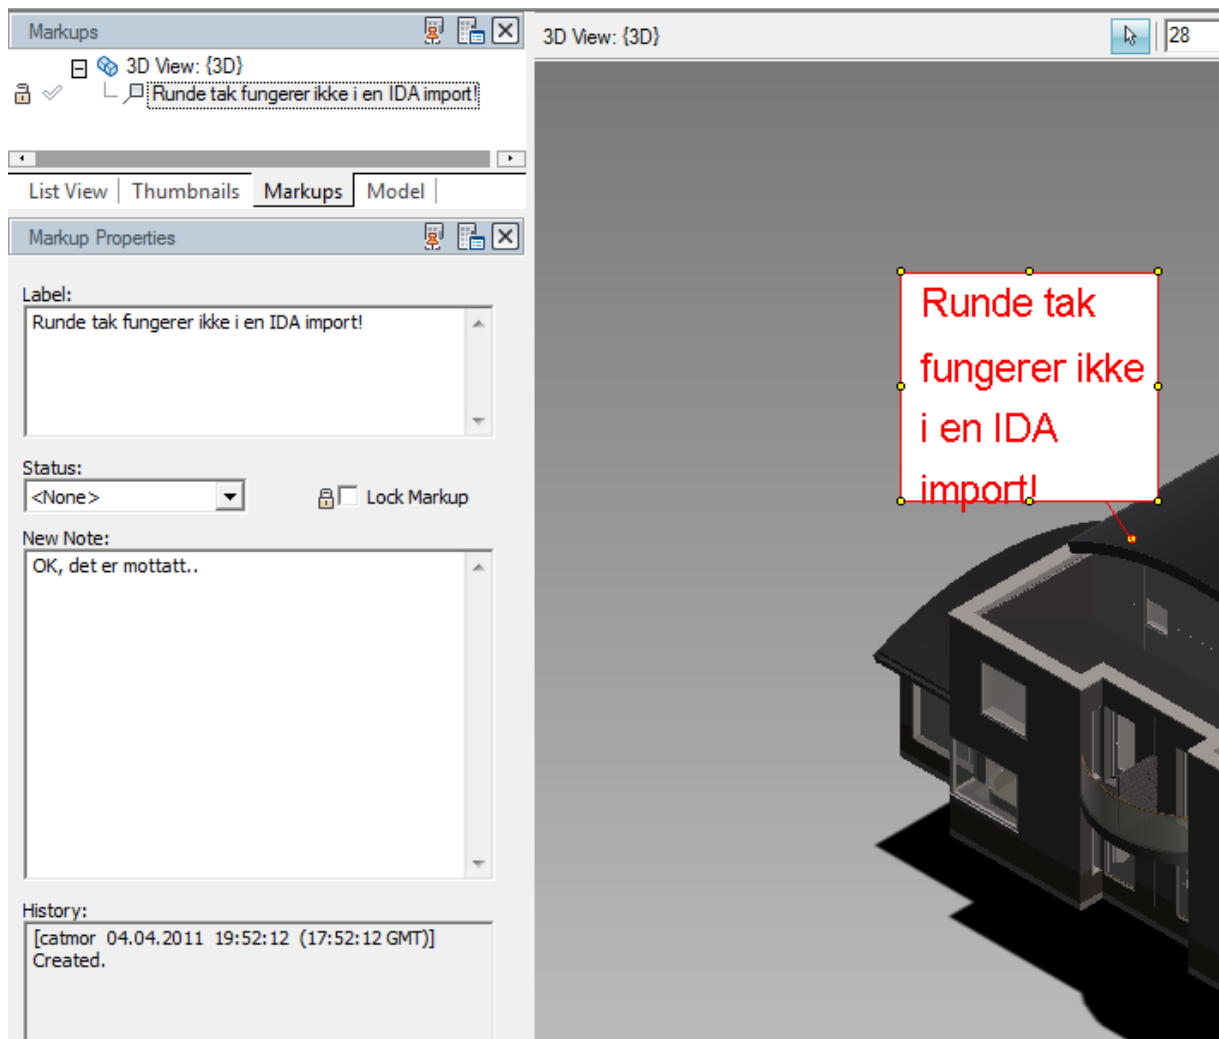 Markups
3D View: {3D}
Runde tak fungerer ikke i en IDA import!
List View Thumbnails Markups Model
Markup Properties
Label:
Runde tak fungerer ikke i en IDA import!
Status:
<None>
Lock Markup
New Note:
OK, det er mottatt..
History:
[catmor 04.04.2011 19:52:12 (17:52:12 GMT)]
Created.
3D View: {3D}
28
Runde tak
fungerer ikke
i en IDA
import!